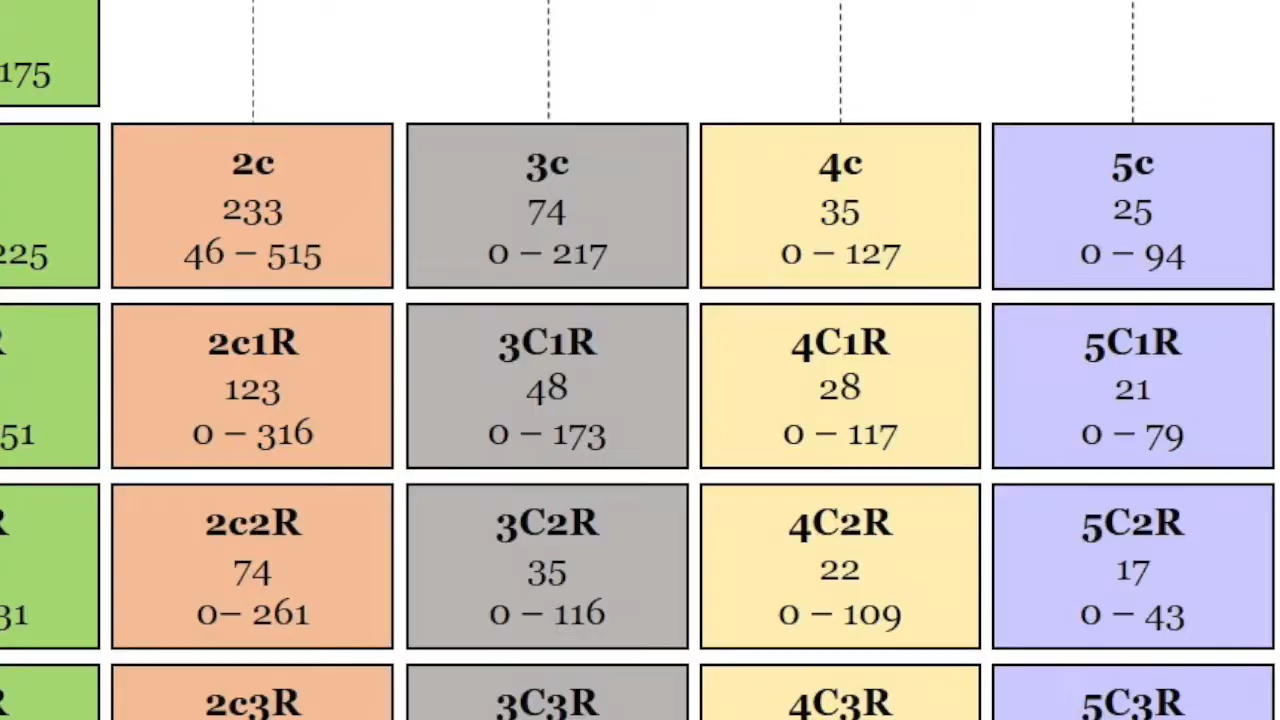 175
2c
233
46 – 515
3c
74
0 – 217
4c
35
0 – 127
5c
25
0 – 94
225
2c1R
123
0 – 316
3C1R
48
0 – 173
4C1R
28
0 – 117
5C1R
21
0 – 79
R
51
2c2R
74
0– 261
3C2R
35
0 – 116
4C2R
22
0 – 109
5C2R
17
0 – 43
R
31
R
2c3R
3C3R
4C3R
5C3R